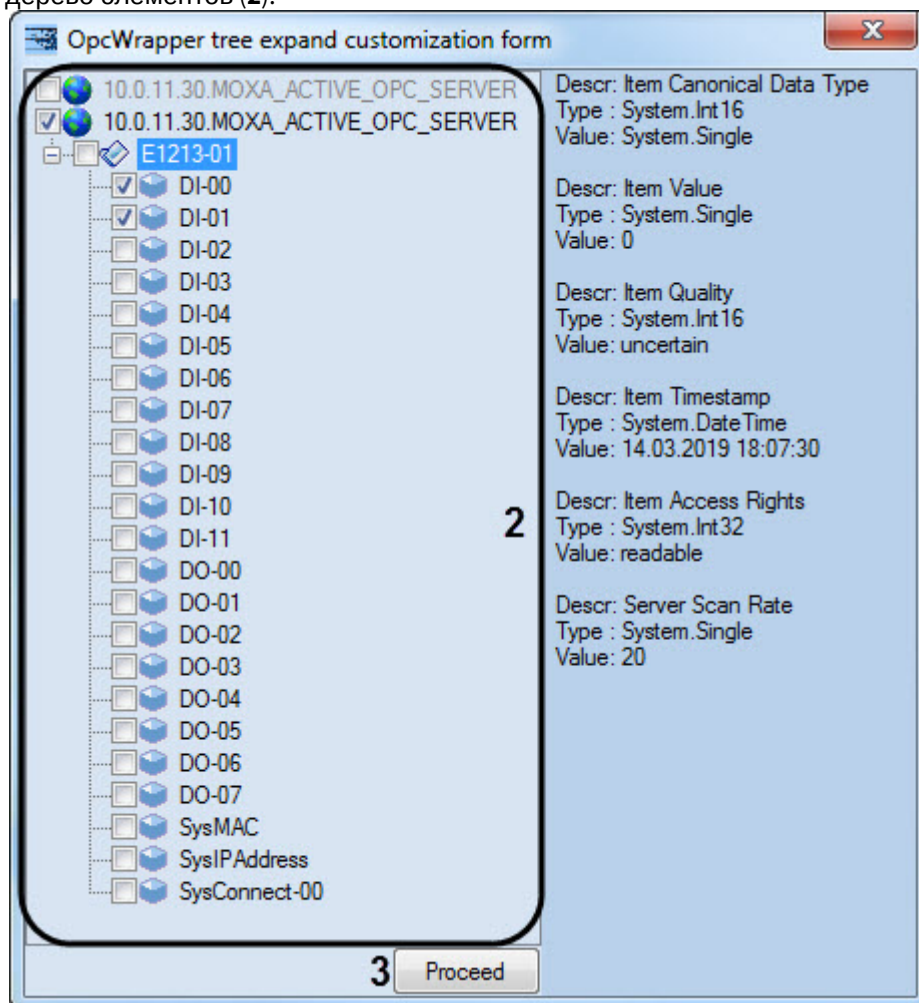 дерево элементов (2).
OpcWrapper tree expand customization form
x
10.0.11.30.MOXA_ACTIVE_OPC_SERVER
10.0.11.30.MOXA_ACTIVE_OPC_SERVER
E1213-01
DI-00
DI-01
DI-02
DI-03
DI-04
DI-05
DI-06
DI-07
DI-08
DI-09
DI-10
DI-11
DO-00
DO-01
DO-02
DO-03
DO-04
DO-05
DO-06
DO-07
SysMAC
SysIPAddress
SysConnect-00
2
Descr: Item Canonical Data Type
Type : System.Int16
Value: System.Single
Descr: Item Value
Type : System.Single
Value: 0
Descr: Item Quality
Type : System.Int16
Value: uncertain
Descr: Item Timestamp
Type : System.DateTime
Value: 14.03.2019 18:07:30
Descr: Item Access Rights
Type : System.Int32
Value: readable
Descr: Server Scan Rate
Type : System.Single
Value: 20
3 Proceed